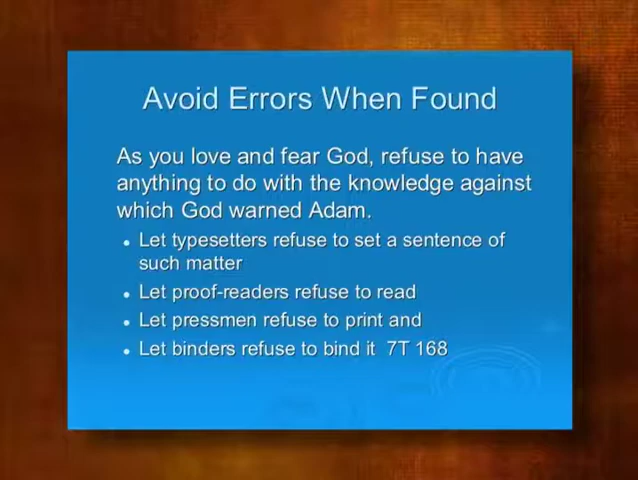 Avoid Errors When Found
As you love and fear God, refuse to have
anything to do with the knowledge against
which God warned Adam.
• Let typesetters refuse to set a sentence of
such matter
• Let proof-readers refuse to read
• Let pressmen refuse to print and
• Let binders refuse to bind it 7T 168